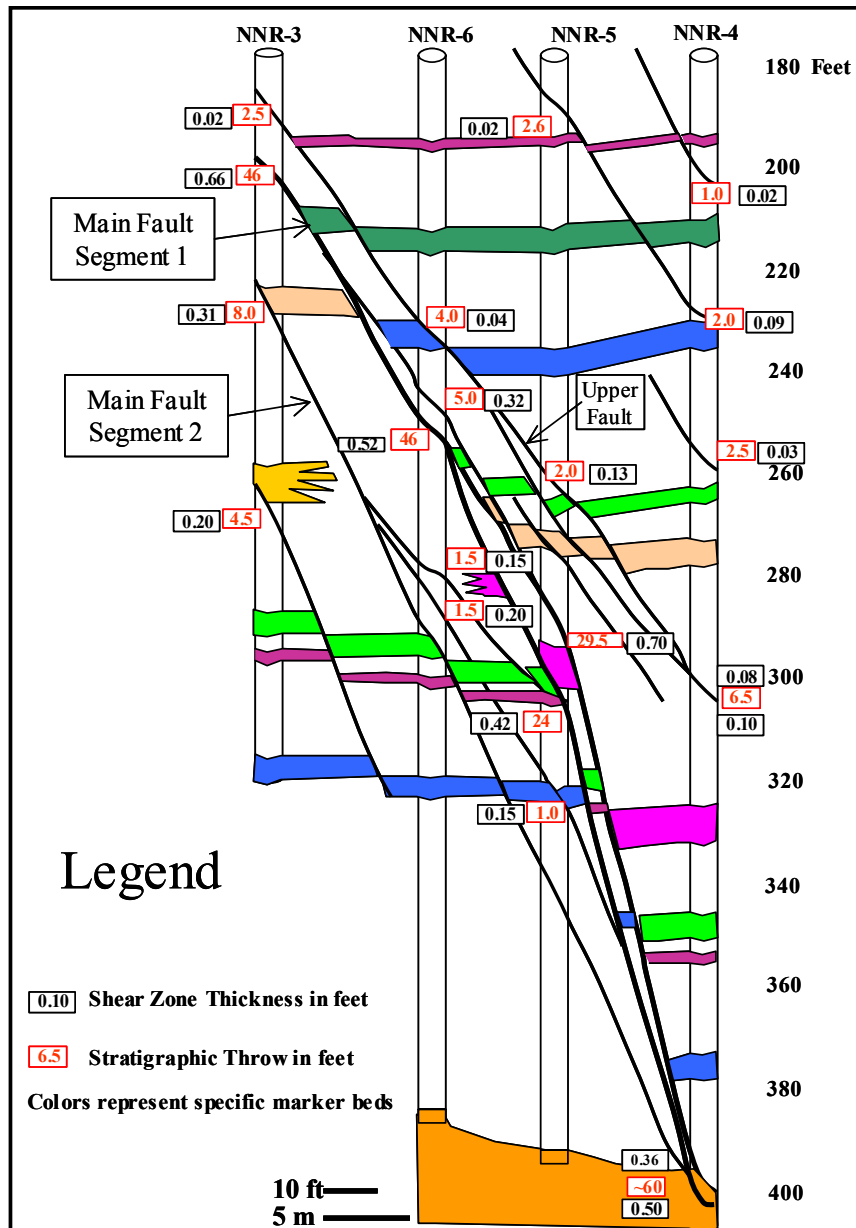 NNR-3 NNR-6 NNR-5 NNR-4
180 Feet
0.02 2.5
0.02 2.6
200
0.66 46
1.0 0.02
Main Fault
Segment 1
220
0.31 8.0
4.0 0.04
2.0 0.09
240
Main Fault
Segment 2
5.0 0.32
Upper
Fault
0.52 46
2.5 0.03
260
2.0 0.13
0.20 4.5
280
1.5 0.15
1.5 0.20
29.5 0.70
300
0.08
6.5
0.10
0.42 24
320
0.15 1.0
340
Legend
360
0.10 Shear Zone Thickness in feet
6.5 Stratigraphic Throw in feet
Colors represent specific marker beds
380
0.36
~60
0.50
400
10 ft
5 m